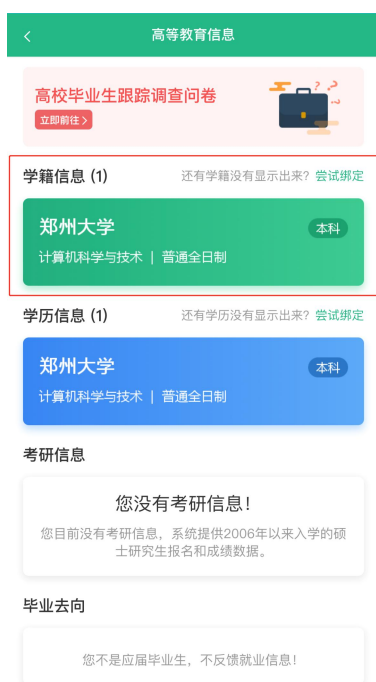 高等教育信息
高校毕业生跟踪调查问卷
立即前往 >
学籍信息 (1) 还有学籍没有显示出来? 尝试绑定
郑州大学 本科
计算机科学与技术 | 普通全日制
学历信息 (1) 还有学历没有显示出来? 尝试绑定
郑州大学 本科
计算机科学与技术 | 普通全日制
考研信息
您没有考研信息!
您目前没有考研信息，系统提供2006年以来入学的硕
士研究生报名和成绩数据。
毕业去向
您不是应届毕业生，不反馈就业信息!